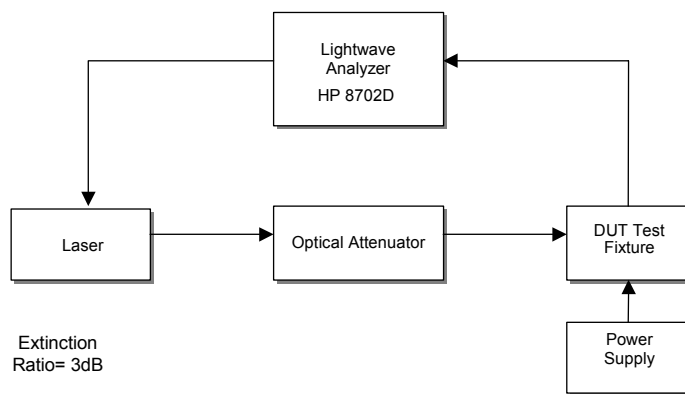 Lightwave
Analyzer
HP 8702D
Laser
Optical Attenuator
DUT Test
Fixture
Extinction
Ratio= 3dB
Power
Supply